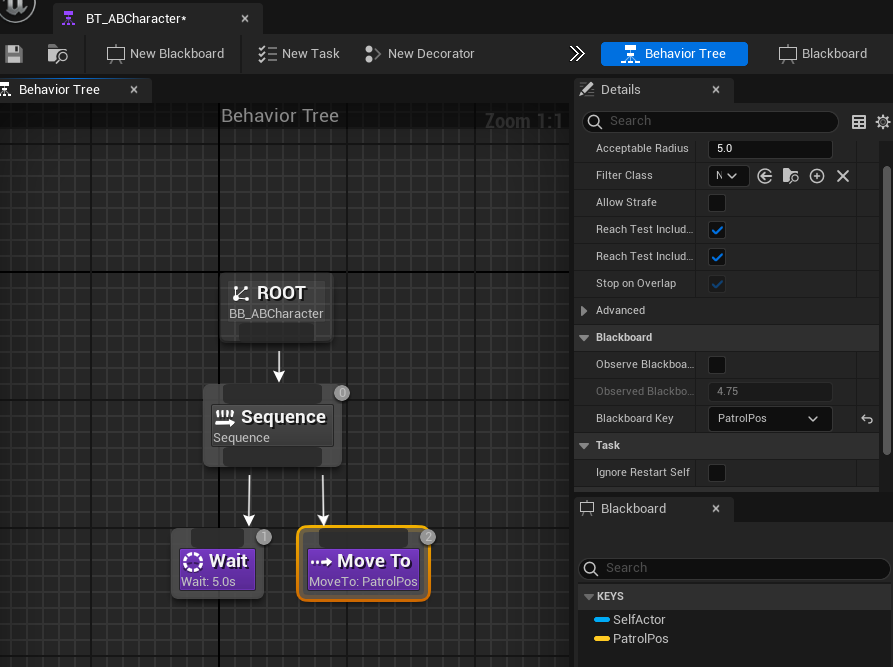 BT_ABCharacter*
New Blackboard
New Task
New Decorator
Behavior Tree
Blackboard
Behavior Tree
Details
Behavior Tree
Zoom 1:1
Search
Acceptable Radius
5.0
Filter Class
N
Allow Strafe
Reach Test Includ...
Reach Test Includ...
Stop on Overlap
Advanced
Blackboard
Observe Blackboa...
Observed Blackbo...
4.75
Blackboard Key
PatrolPos
Task
Ignore Restart Self
ROOT
BB_ABCharacter
0
Sequence
Sequence
1
Wait
Wait: 5.0s
2
Move To
MoveTo: PatrolPos
Blackboard
Search
KEYS
SelfActor
PatrolPos